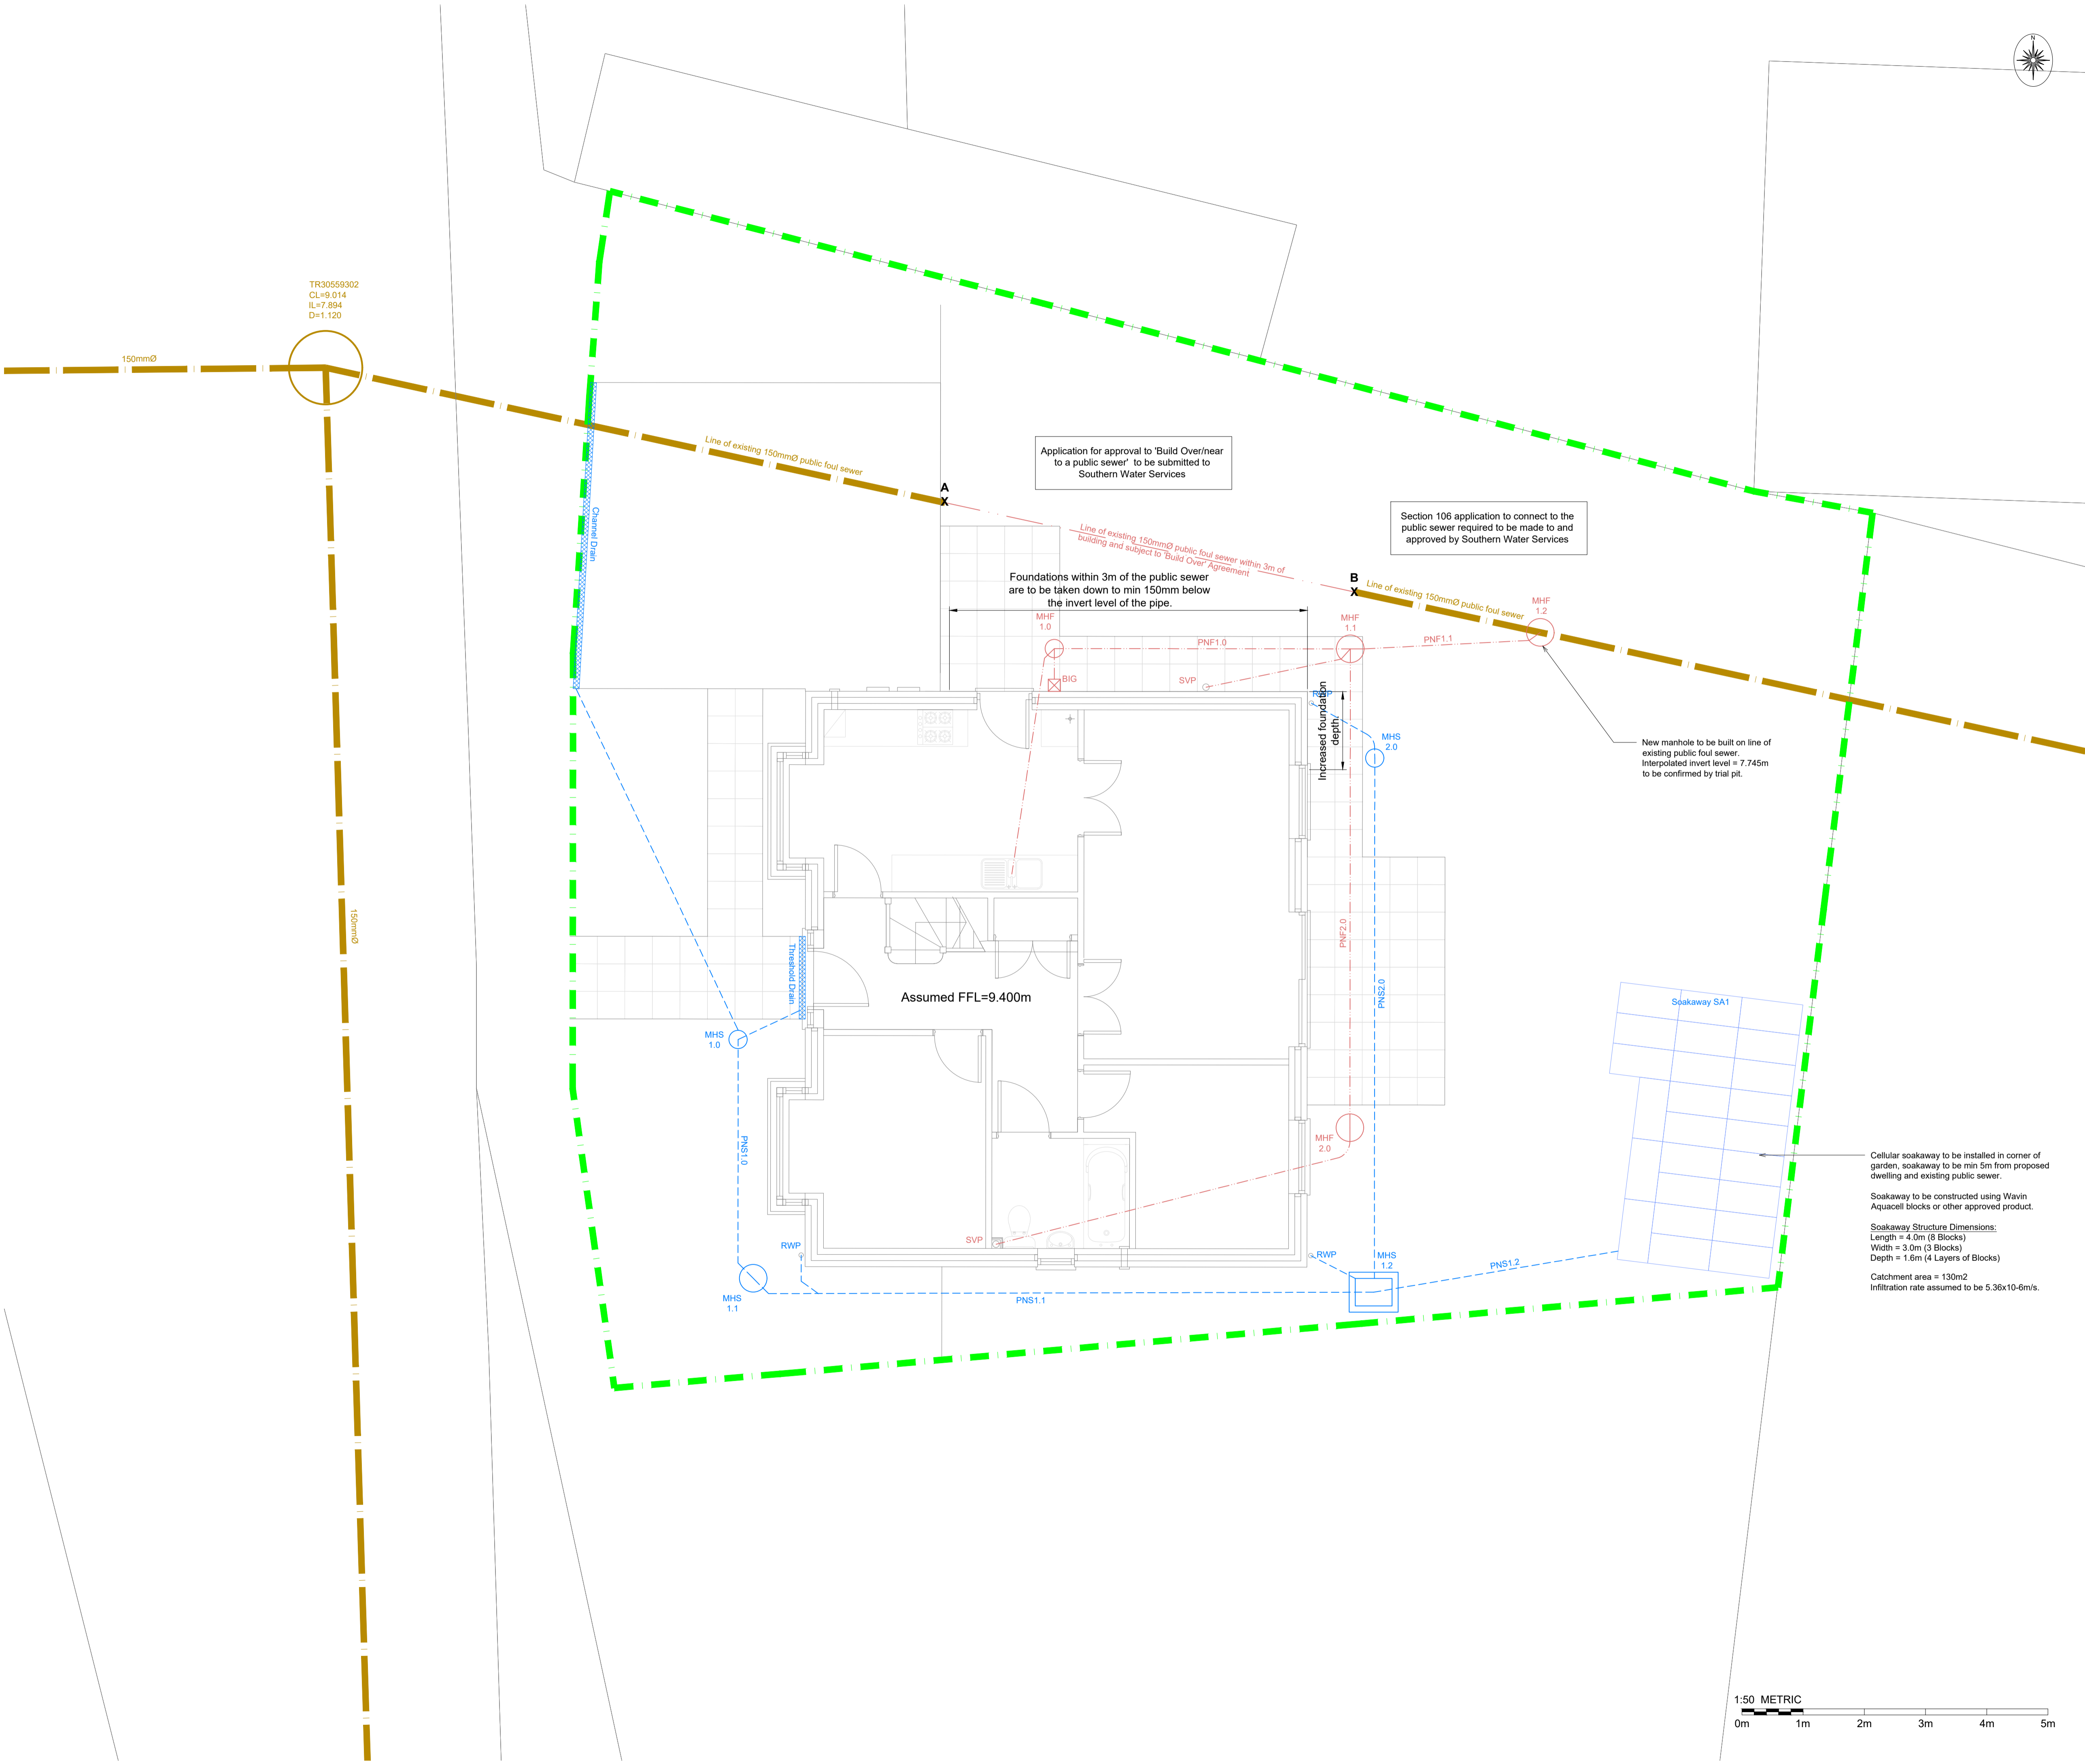 N
TR30559302
CL=9.014
IL=7.894
D=1.120
150mmØ
Line of existing 150mmØ public foul sewer
Application for approval to 'Build Over/near
to a public sewer'  to be submitted to
Southern Water Services
A
X
Section 106 application to connect to the
public sewer required to be made to and
approved by Southern Water Services
Channel Drain
Line of existing 150mmØ public foul sewer within 3m of
building and subject to 'Build Over' Agreement
Foundations within 3m of the public sewer
are to be taken down to min 150mm below
the invert level of the pipe.
B
X
Line of existing 150mmØ public foul sewer
MHF
1.2
MHF
1.0
MHF
1.1
PNF1.0
PNF1.1
BIG
SVP
RWP
Increased foundation
depth.
MHS
2.0
New manhole to be built on line of
existing public foul sewer.
Interpolated invert level = 7.745m
to be confirmed by trial pit.
150mmØ
PNF2.0
Threshold Drain
Assumed FFL=9.400m
PNS2.0
Soakaway SA1
MHS
1.0
PNS1.0
MHF
2.0
Cellular soakaway to be installed in corner of
garden, soakaway to be min 5m from proposed
dwelling and existing public sewer.
Soakaway to be constructed using Wavin
Aquacell blocks or other approved product.
Soakaway Structure Dimensions:
Length = 4.0m (8 Blocks)
Width = 3.0m (3 Blocks)
Depth = 1.6m (4 Layers of Blocks)
Catchment area = 130m2
Infiltration rate assumed to be 5.36x10-6m/s.
SVP
RWP
RWP
MHS
1.2
PNS1.2
MHS
1.1
PNS1.1
1:50  METRIC
0m 1m 2m 3m 4m 5m